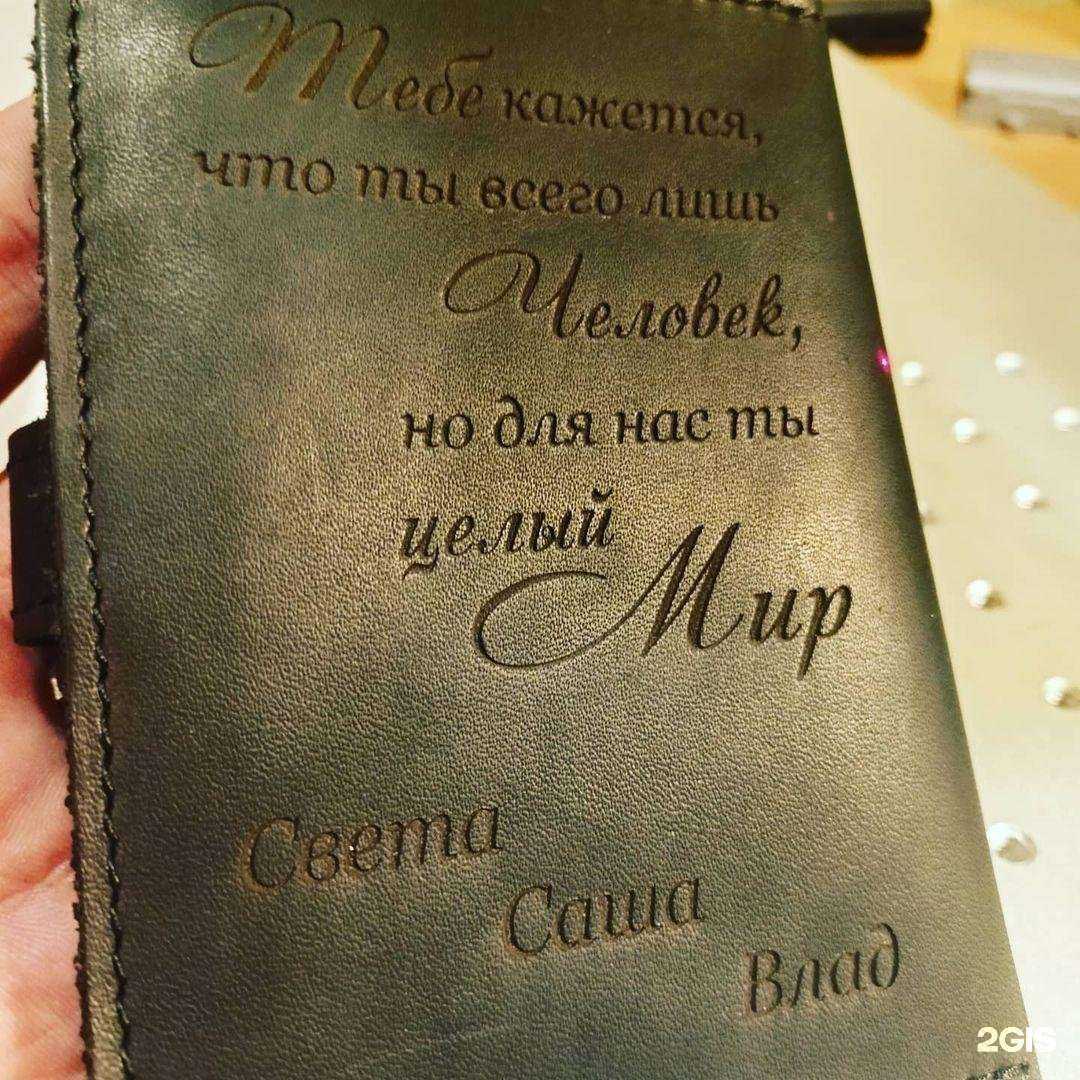 Тебе кажется,
что ты всего лишь
Человек,
но для нас ты
целый Мир
Света
Саша
Влад
2GIS